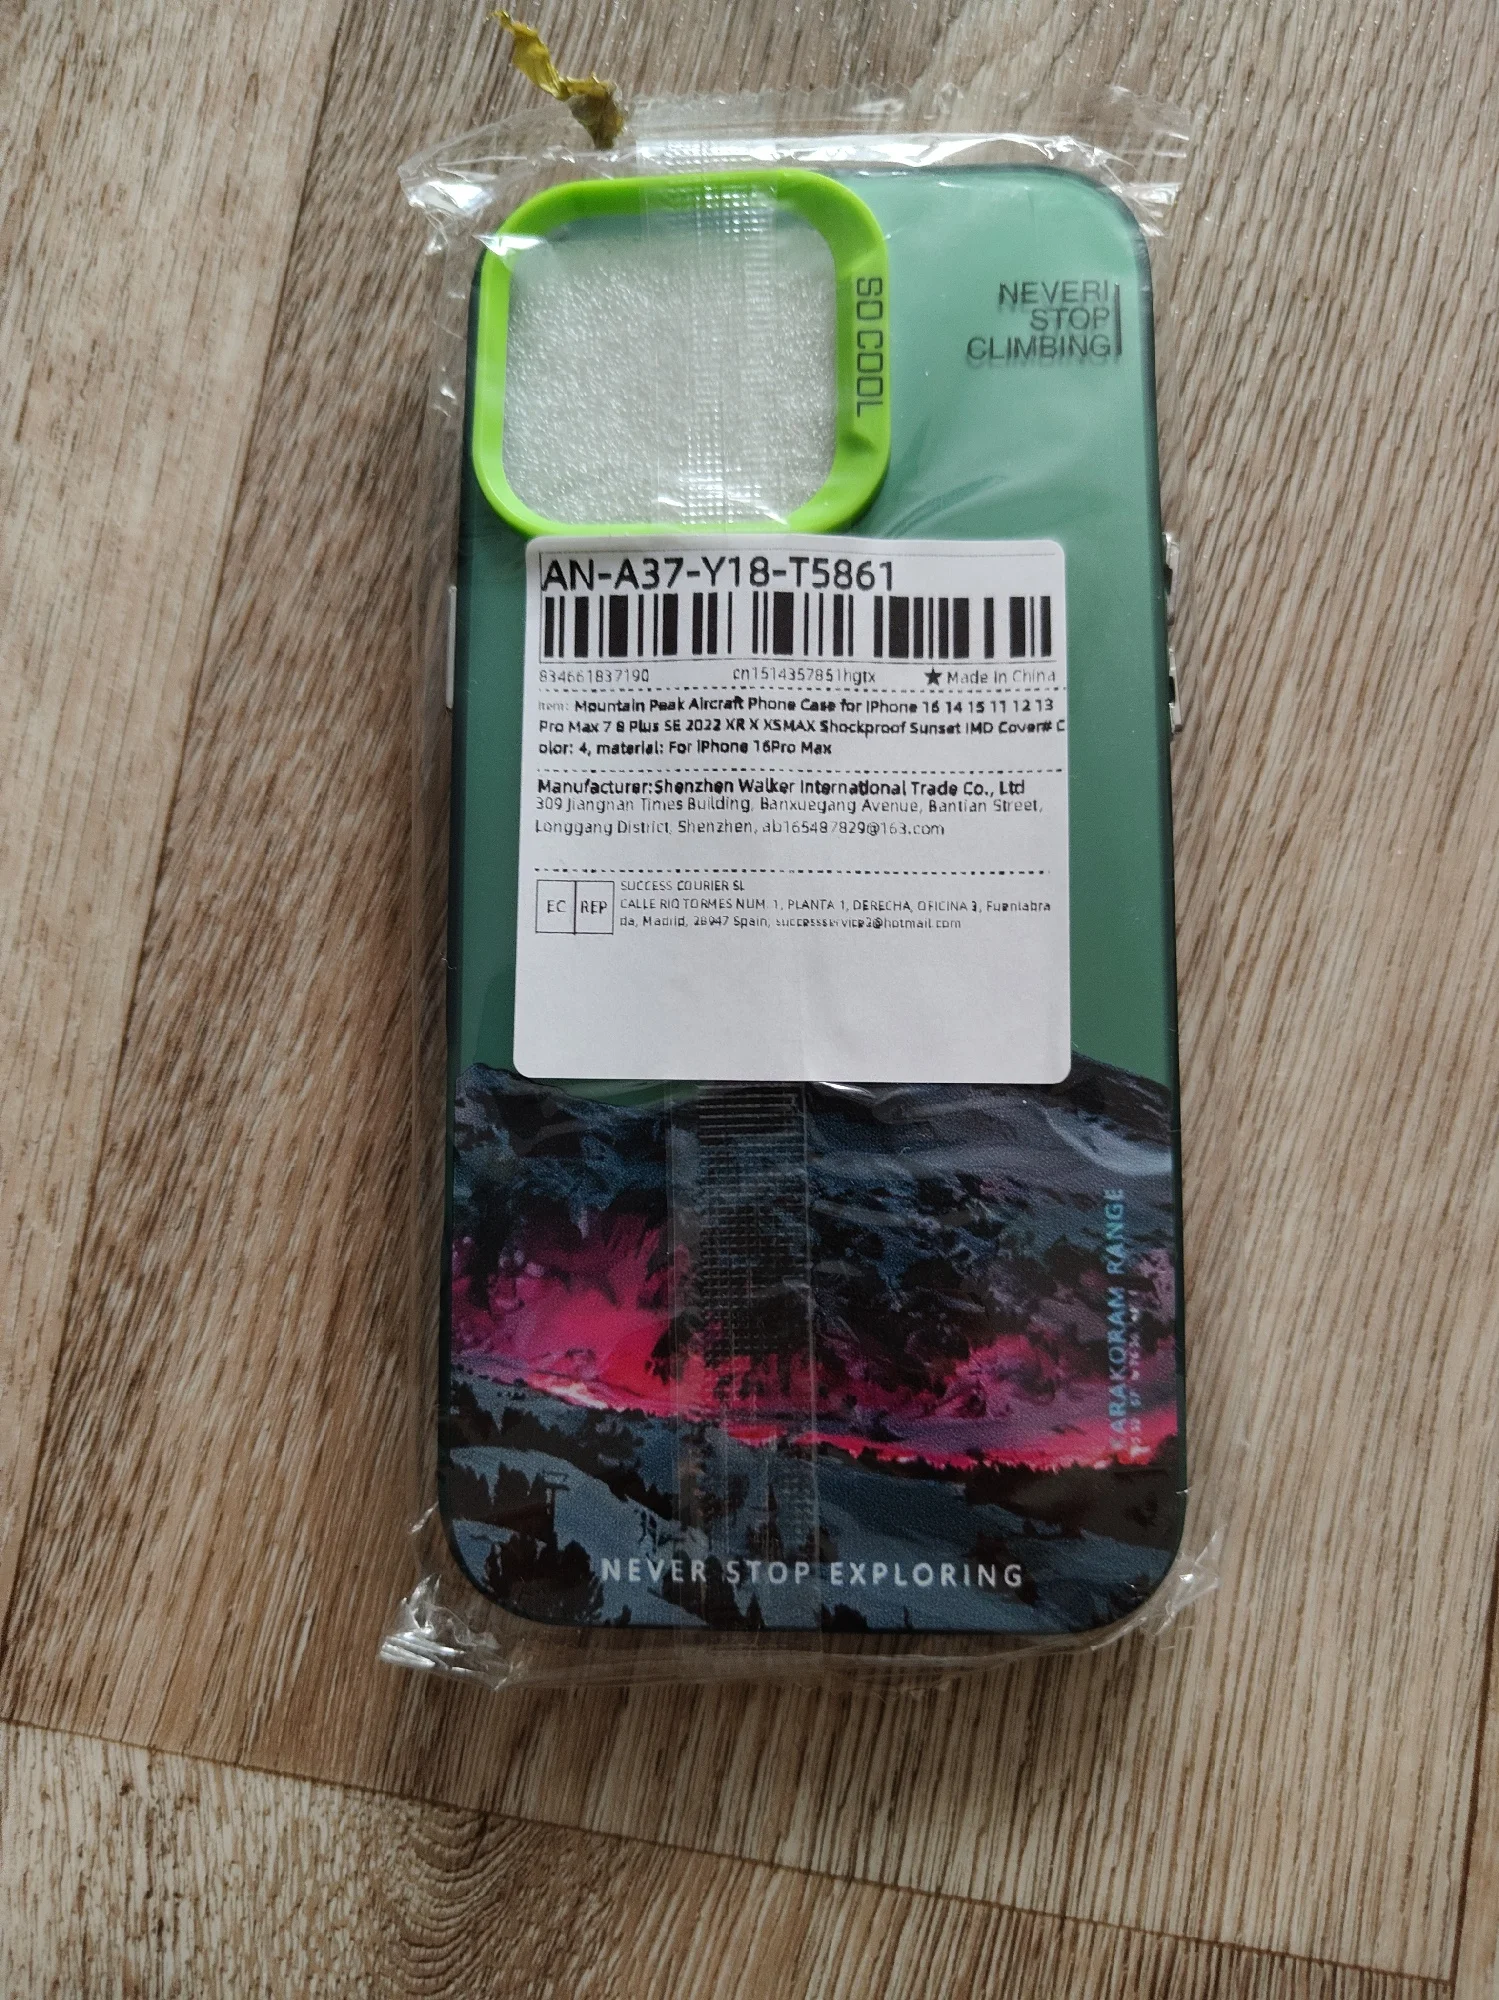 SO COOL
NEVER!
STOP
CLIMBING
AN-A37-Y18-T5861
834661837190 cn1514357851hgtx ★ Made In China
Item: Mountain Peak Aircraft Phone Case for iPhone 16 14 15 11 12 13
Pro Max 7 8 Plus SE 2022 XR X XSMAX Shockproof Sunset IMD Cover# C
olor: 4, material: For iPhone 16Pro Max
Manufacturer:Shenzhen Walker International Trade Co., Ltd
309 Jiangnan Times Building, Banxuegang Avenue, Bantian Street,
Longgang District, Shenzhen, ab165487829@163.com
EC REP
SUCCESS COURIER SL
CALLE RIO TORMES NUM. 1, PLANTA 1, DERECHA, OFICINA 3, Fuenlabra
da, Madrid, 28947 Spain, successservice2@hotmail.com
KARAKORAM RANGE
NEVER STOP EXPLORING